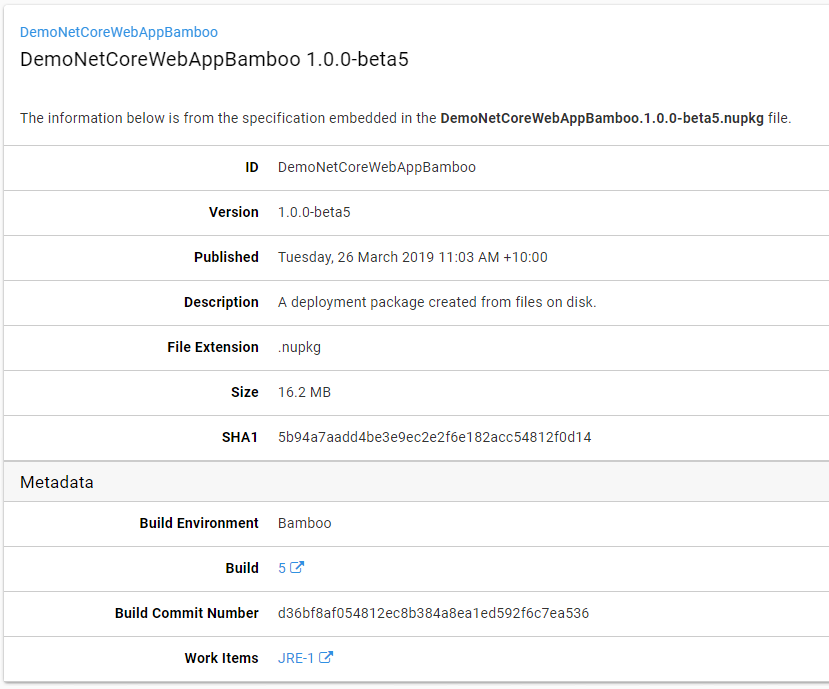 DemoNetCoreWebAppBamboo
DemoNetCoreWebAppBamboo 1.0.0-beta5
The information below is from the specification embedded in the DemoNetCoreWebAppBamboo.1.0.0-beta5.nupkg file.
ID DemoNetCoreWebAppBamboo
Version 1.0.0-beta5
Published Tuesday, 26 March 2019 11:03 AM +10:00
Description A deployment package created from files on disk.
File Extension .nupkg
Size 16.2 MB
SHA1 5b94a7aadd4be3e9ec2e2f6e182acc54812f0d14
Metadata
Build Environment Bamboo
Build 5
Build Commit Number d36bf8af054812ec8b384a8ea1ed592f6c7ea536
Work Items JRE-1